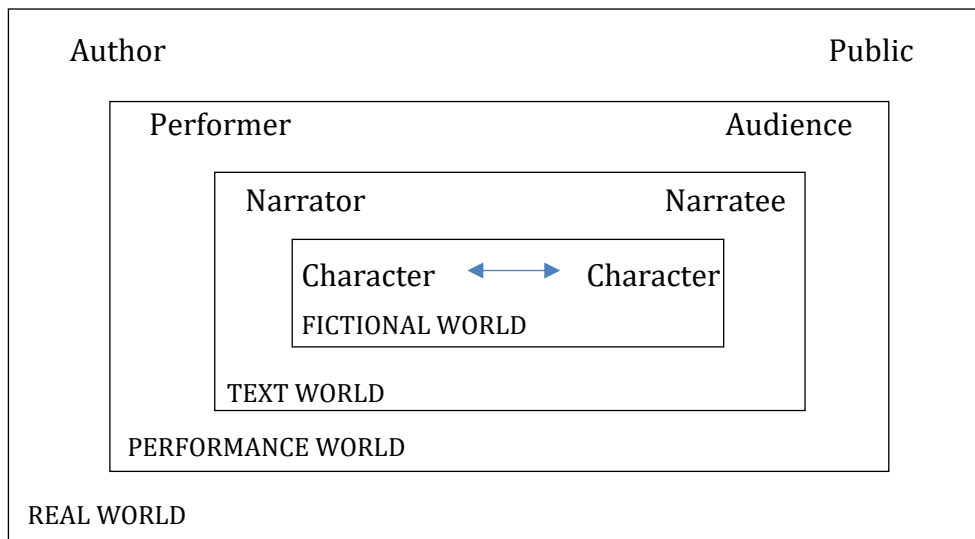 Author Public
Performer Audience
Narrator Narratee
Character Character
FICTIONAL WORLD
TEXT WORLD
PERFORMANCE WORLD
REAL WORLD